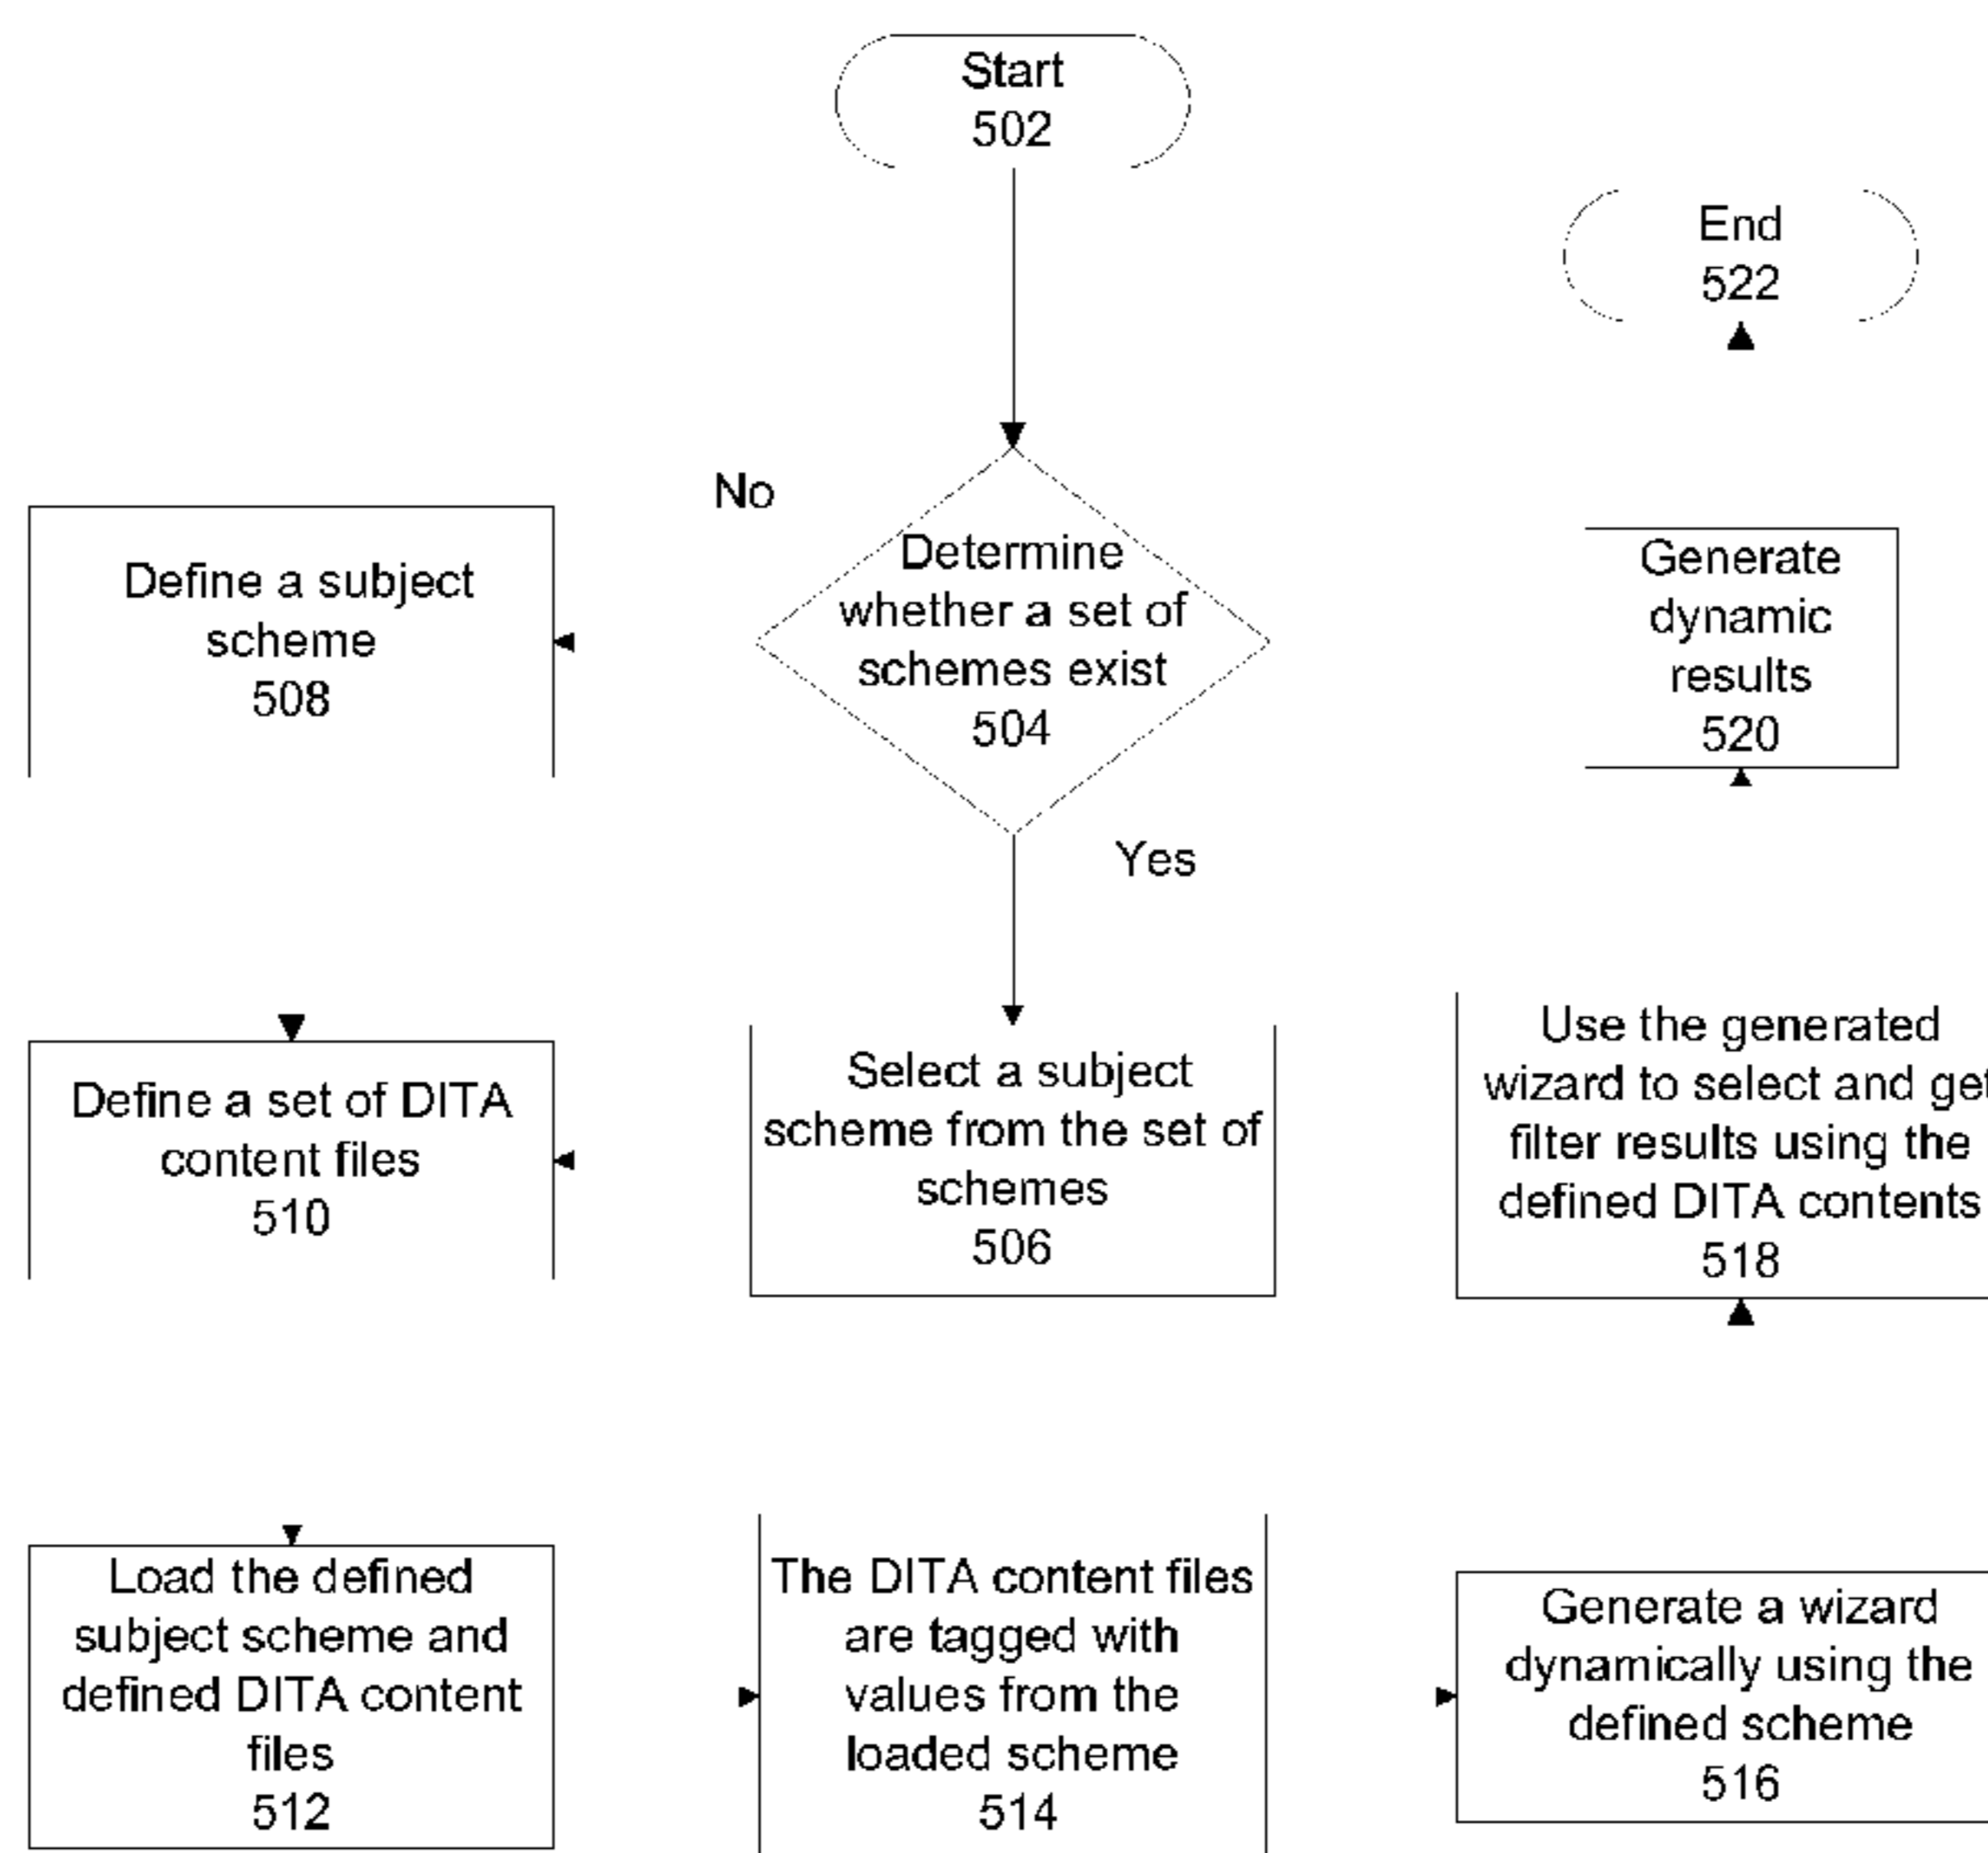 Start
502
No
Determine
whether a set of
schemes exist
504
Yes
Define a subject
scheme
508
Select a subject
scheme from the set of
schemes
506
Define a set of DITA
content files
510
Load the defined
subject scheme and
defined DITA content
files
512
The DITA content files
are tagged with
values from the
loaded scheme
514
Generate a wizard
dynamically using the
defined scheme
516
Use the generated
wizard to select and get
filter results using the
defined DITA contents
518
Generate
dynamic
results
520
End
522